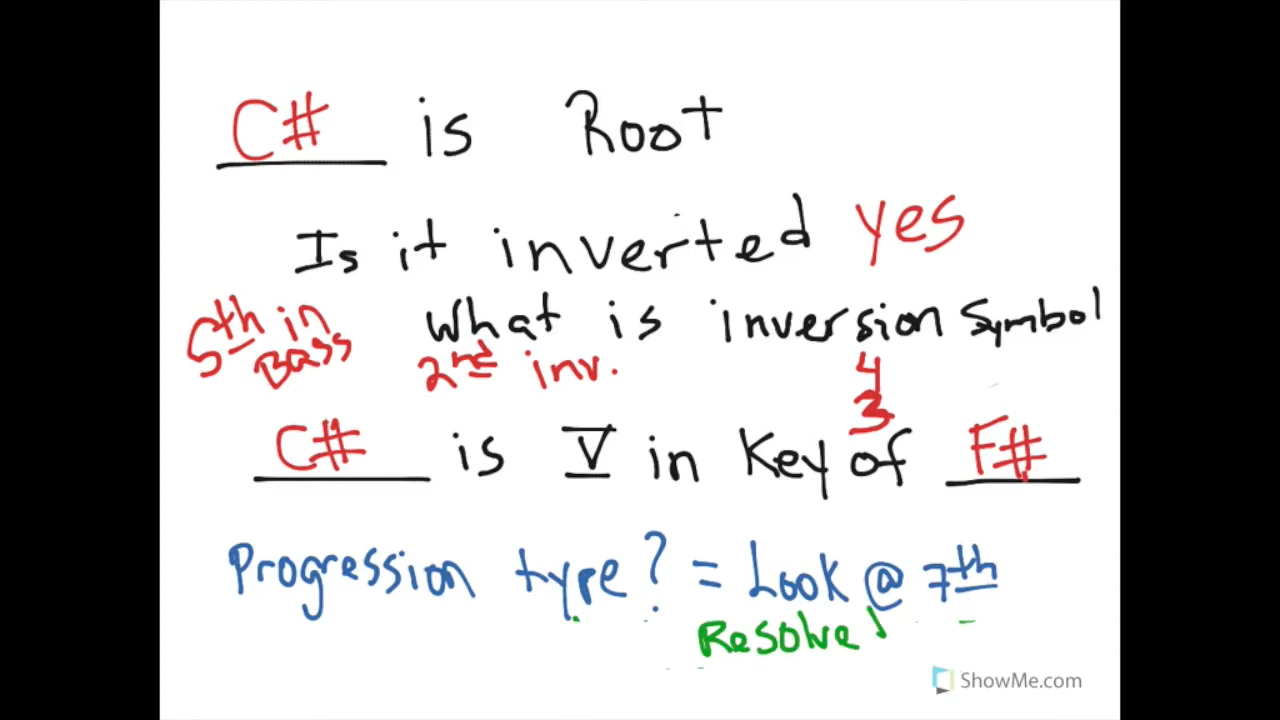 C# is Root
Is it inverted yes
5th in
Bass
What is inversion Symbol
2nd inv.
4
3
C# is V in Key of F#
Progression type? = Look @ 7th
Resolve!
ShowMe.com